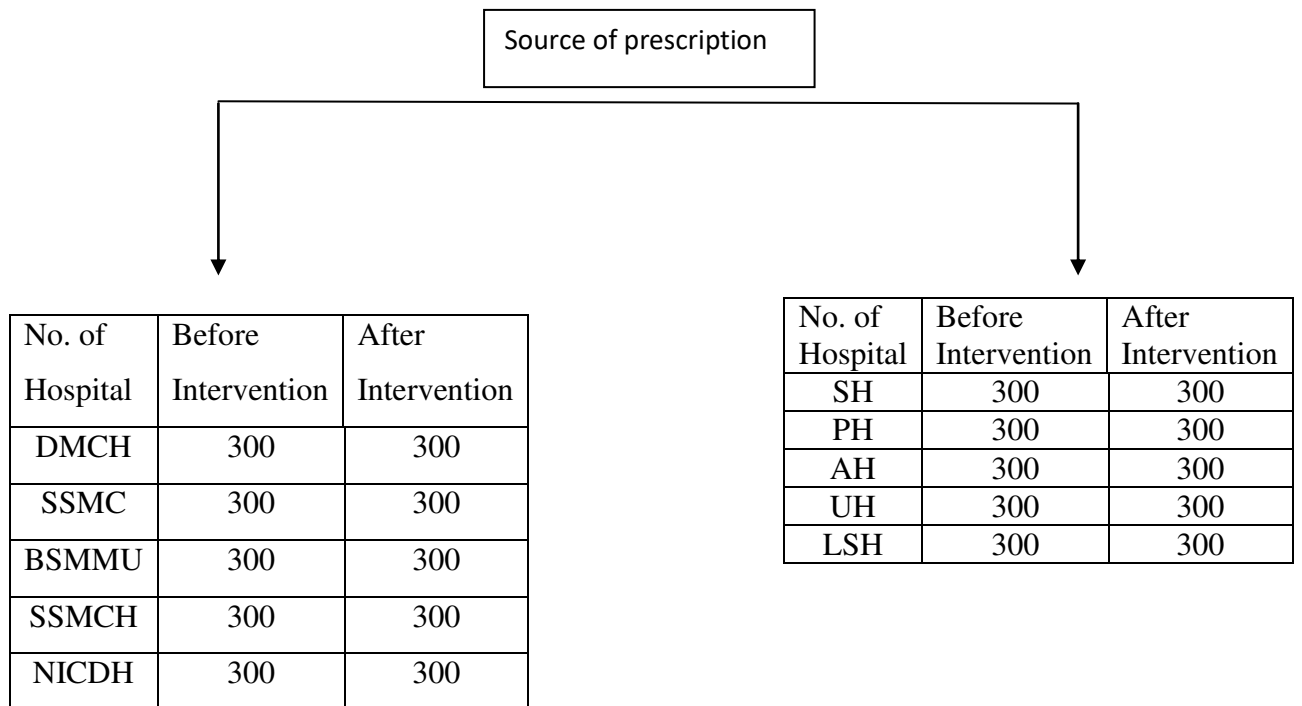 Source of prescription
No. of Hospital Before Intervention After Intervention
DMCH 300 300
SSMC 300 300
BSMMU 300 300
SSMCH 300 300
NICDH 300 300
No. of Hospital Before Intervention After Intervention
SH 300 300
PH 300 300
AH 300 300
UH 300 300
LSH 300 300